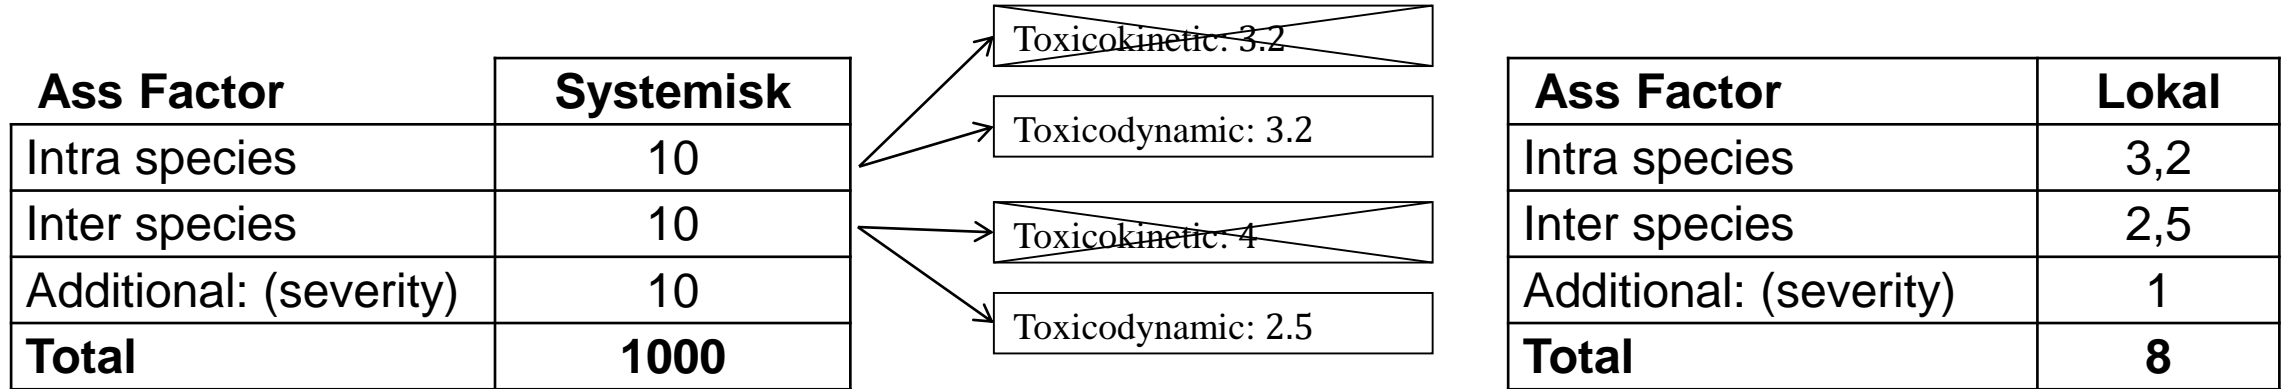 Ass Factor Systemisk
Intra species 10
Inter species 10
Additional: (severity) 10
Total 1000
Toxicokinetic: 3.2
Toxicodynamic: 3.2
Toxicokinetic: 4
Toxicodynamic: 2.5
Ass Factor Lokal
Intra species 3,2
Inter species 2,5
Additional: (severity) 1
Total 8